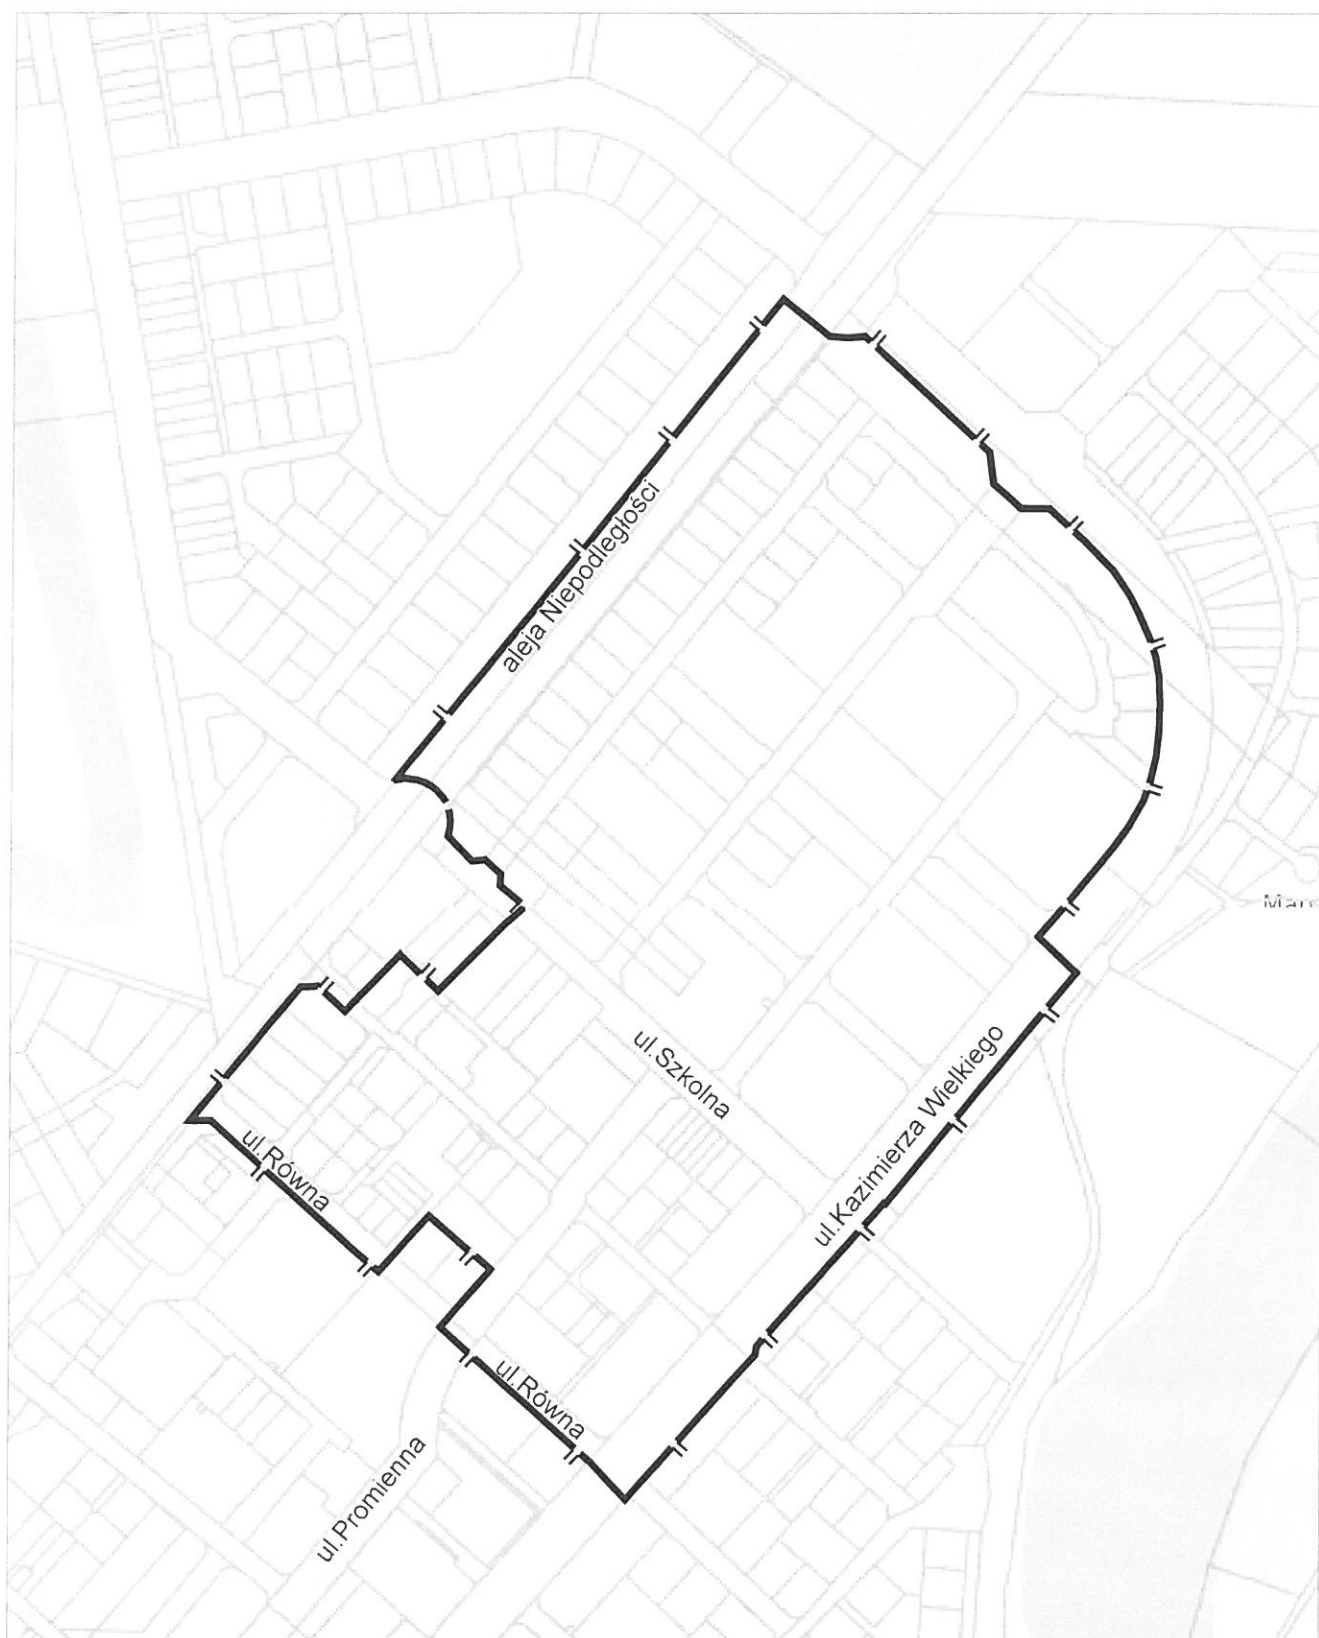 aleja Niepodległości
ul.Szkolna
ul.Kazimierza Wielkiego
ul.Równa
ul.Równa
ul.Promienna